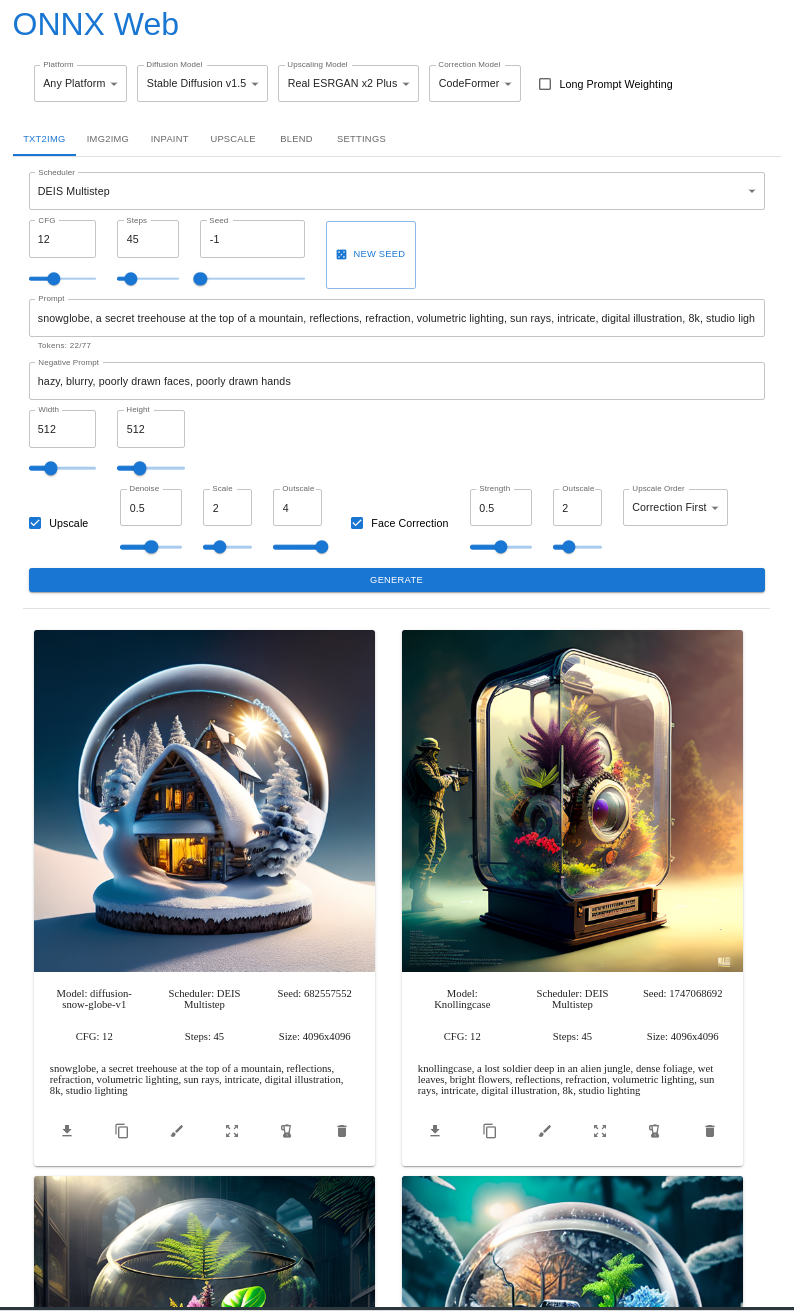 ONNX Web
Platform
Diffusion Model
Upscaling Model
Correction Model
Any Platform
Stable Diffusion v1.5
Real ESRGAN x2 Plus
CodeFormer
Long Prompt Weighting
TXT2IMG
IMG2IMG
INPAINT
UPSCALE
BLEND
SETTINGS
Scheduler
DEIS Multistep
CFG
Steps
Seed
12
45
-1
NEW SEED
Prompt
snowglobe, a secret treehouse at the top of a mountain, reflections, refraction, volumetric lighting, sun rays, intricate, digital illustration, 8k, studio ligh
Tokens: 22/77
Negative Prompt
hazy, blurry, poorly drawn faces, poorly drawn hands
Width
Height
512
512
Denoise
Scale
Outscale
Strength
Outscale
Upscale Order
Upscale
0.5
2
4
Face Correction
0.5
2
Correction First
GENERATE
Model: diffusion-
snow-globe-v1
Scheduler: DEIS
Multistep
Seed: 682557552
CFG: 12
Steps: 45
Size: 4096x4096
snowglobe, a secret treehouse at the top of a mountain, reflections,
refraction, volumetric lighting, sun rays, intricate, digital illustration,
8k, studio lighting
Model:
Knollingcase
Scheduler: DEIS
Multistep
Seed: 1747068692
CFG: 12
Steps: 45
Size: 4096x4096
knollingcase, a lost soldier deep in an alien jungle, dense foliage, wet
leaves, bright flowers, reflections, refraction, volumetric lighting, sun
rays, intricate, digital illustration, 8k, studio lighting